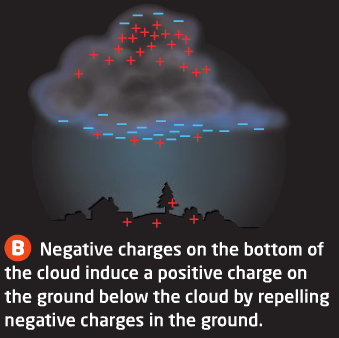 B Negative charges on the bottom of
the cloud induce a positive charge on
the ground below the cloud by repelling
negative charges in the ground.